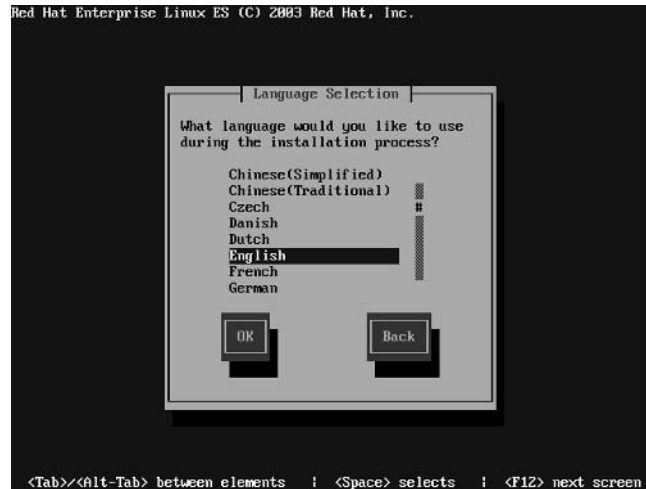 Red Hat Enterprise Linux ES (C) 2003 Red Hat, Inc.
Language Selection
What language would you like to use
during the installation process?
Chinese(Simplified)
Chinese(Traditional)
Czech #
Danish
Dutch
English
French
German
OK Back
<Tab>/<Alt-Tab> between elements | <Space> selects | <F12> next screen